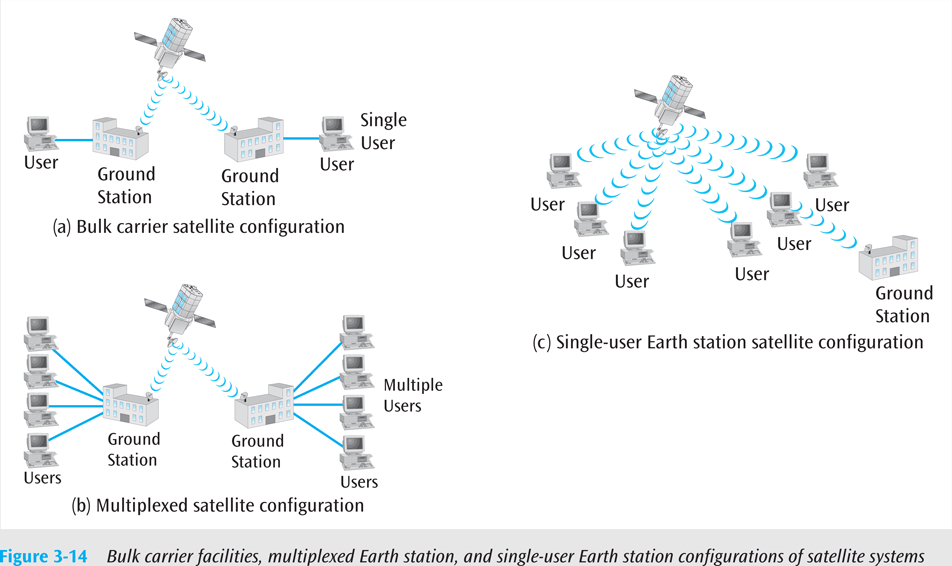 Single
User
User
User
Ground
Station
Ground
Station
(a) Bulk carrier satellite configuration
Multiple
Users
Ground
Station
Ground
Station
Users
Users
(b) Multiplexed satellite configuration
User
User
User
User
User
User
Ground
Station
(c) Single-user Earth station satellite configuration
Figure 3-14 Bulk carrier facilities, multiplexed Earth station, and single-user Earth station configurations of satellite systems